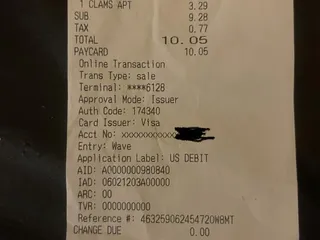 1 CLAMS APT 3.29
SUB 9.28
TAX 0.77
TOTAL 10.05
PAYCARD 10.05
Online Transaction
Trans Type: sale
Terminal: ****6128
Approval Mode: Issuer
Auth Code: 174340
Card Issuer: Visa
Acct No: xxxxxxxxxxxx
Entry: Wave
Application Label: US DEBIT
AID: A0000000980840
IAD: 06021203A00000
ARC: 00
TVR: 0000000000
Reference #: 463259062454720W8MT
CHANGE DUE 0.00